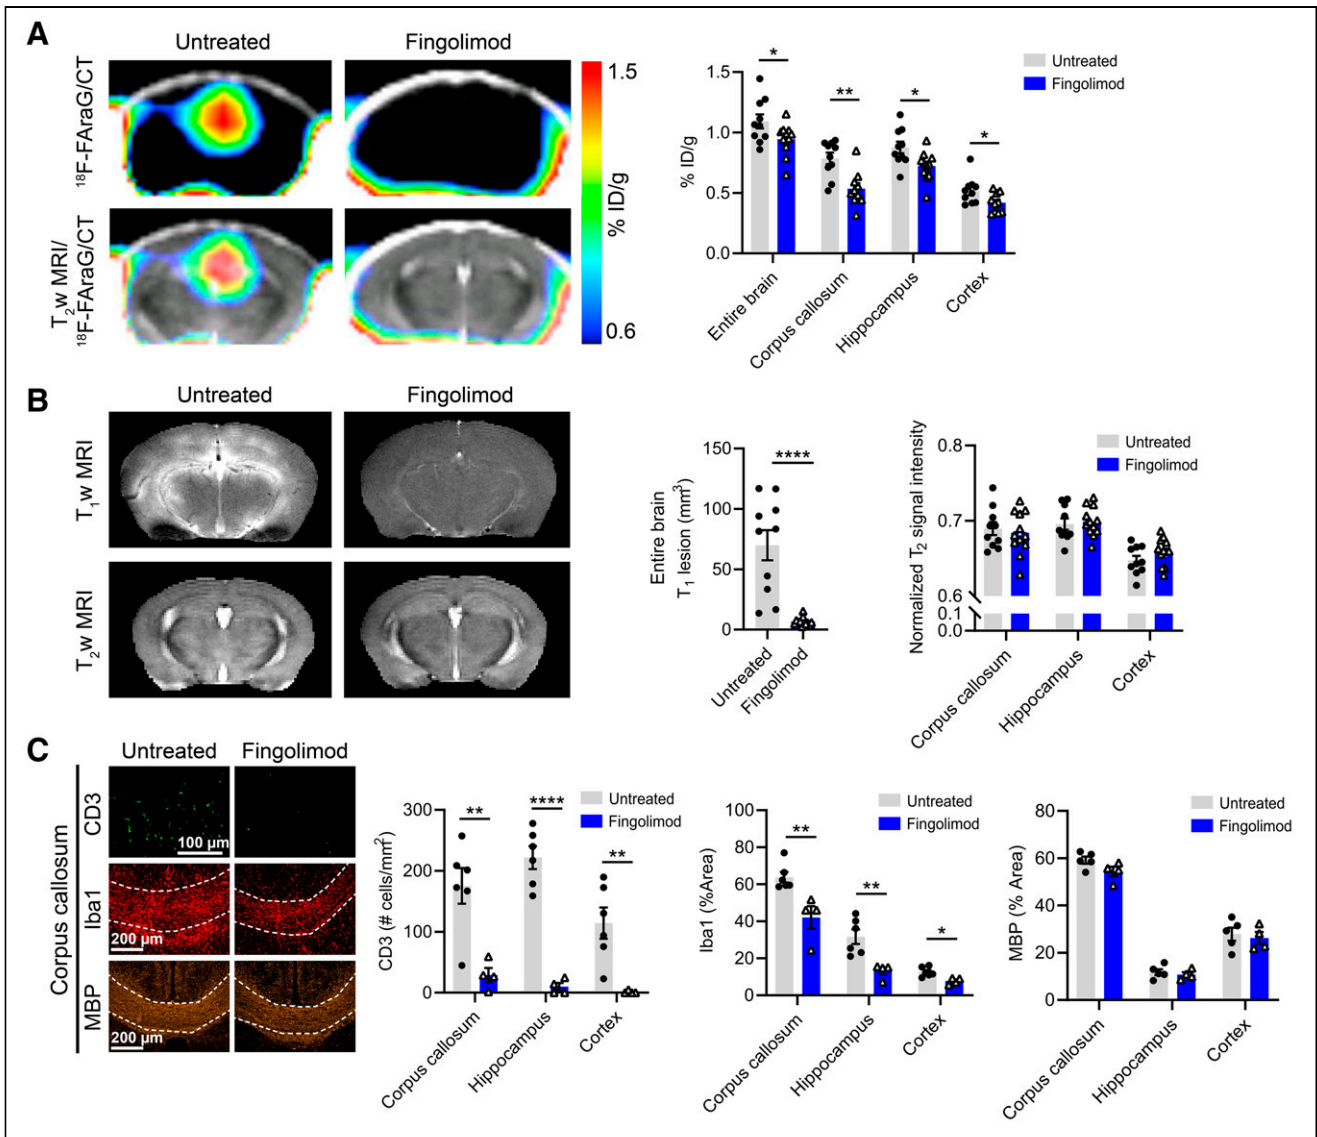 A
Untreated
Fingolimod
¹⁸F-FAraG/CT
T₂w MRI/
¹⁸F-FAraG/CT
1.5
% ID/g
0.6
% ID/g
1.5
1.0
0.5
0.0
*
**
*
*
Untreated
Fingolimod
Entire brain
Corpus callosum
Hippocampus
Cortex
B
Untreated
Fingolimod
T₁w MRI
T₂w MRI
Entire brain
T₁ lesion (mm³)
150
100
50
0
****
Untreated
Fingolimod
Normalized T₂ signal intensity
0.8
0.7
0.6
0.1
0.0
Untreated
Fingolimod
Corpus callosum
Hippocampus
Cortex
C
Untreated
Fingolimod
Corpus callosum
CD3
100 µm
Iba1
200 µm
MBP
200 µm
CD3 (# cells/mm²)
300
200
100
0
**
****
**
Untreated
Fingolimod
Corpus callosum
Hippocampus
Cortex
Iba1 (%Area)
100
80
60
40
20
0
**
**
*
Untreated
Fingolimod
Corpus callosum
Hippocampus
Cortex
MBP (% Area)
80
60
40
20
0
Untreated
Fingolimod
Corpus callosum
Hippocampus
Cortex